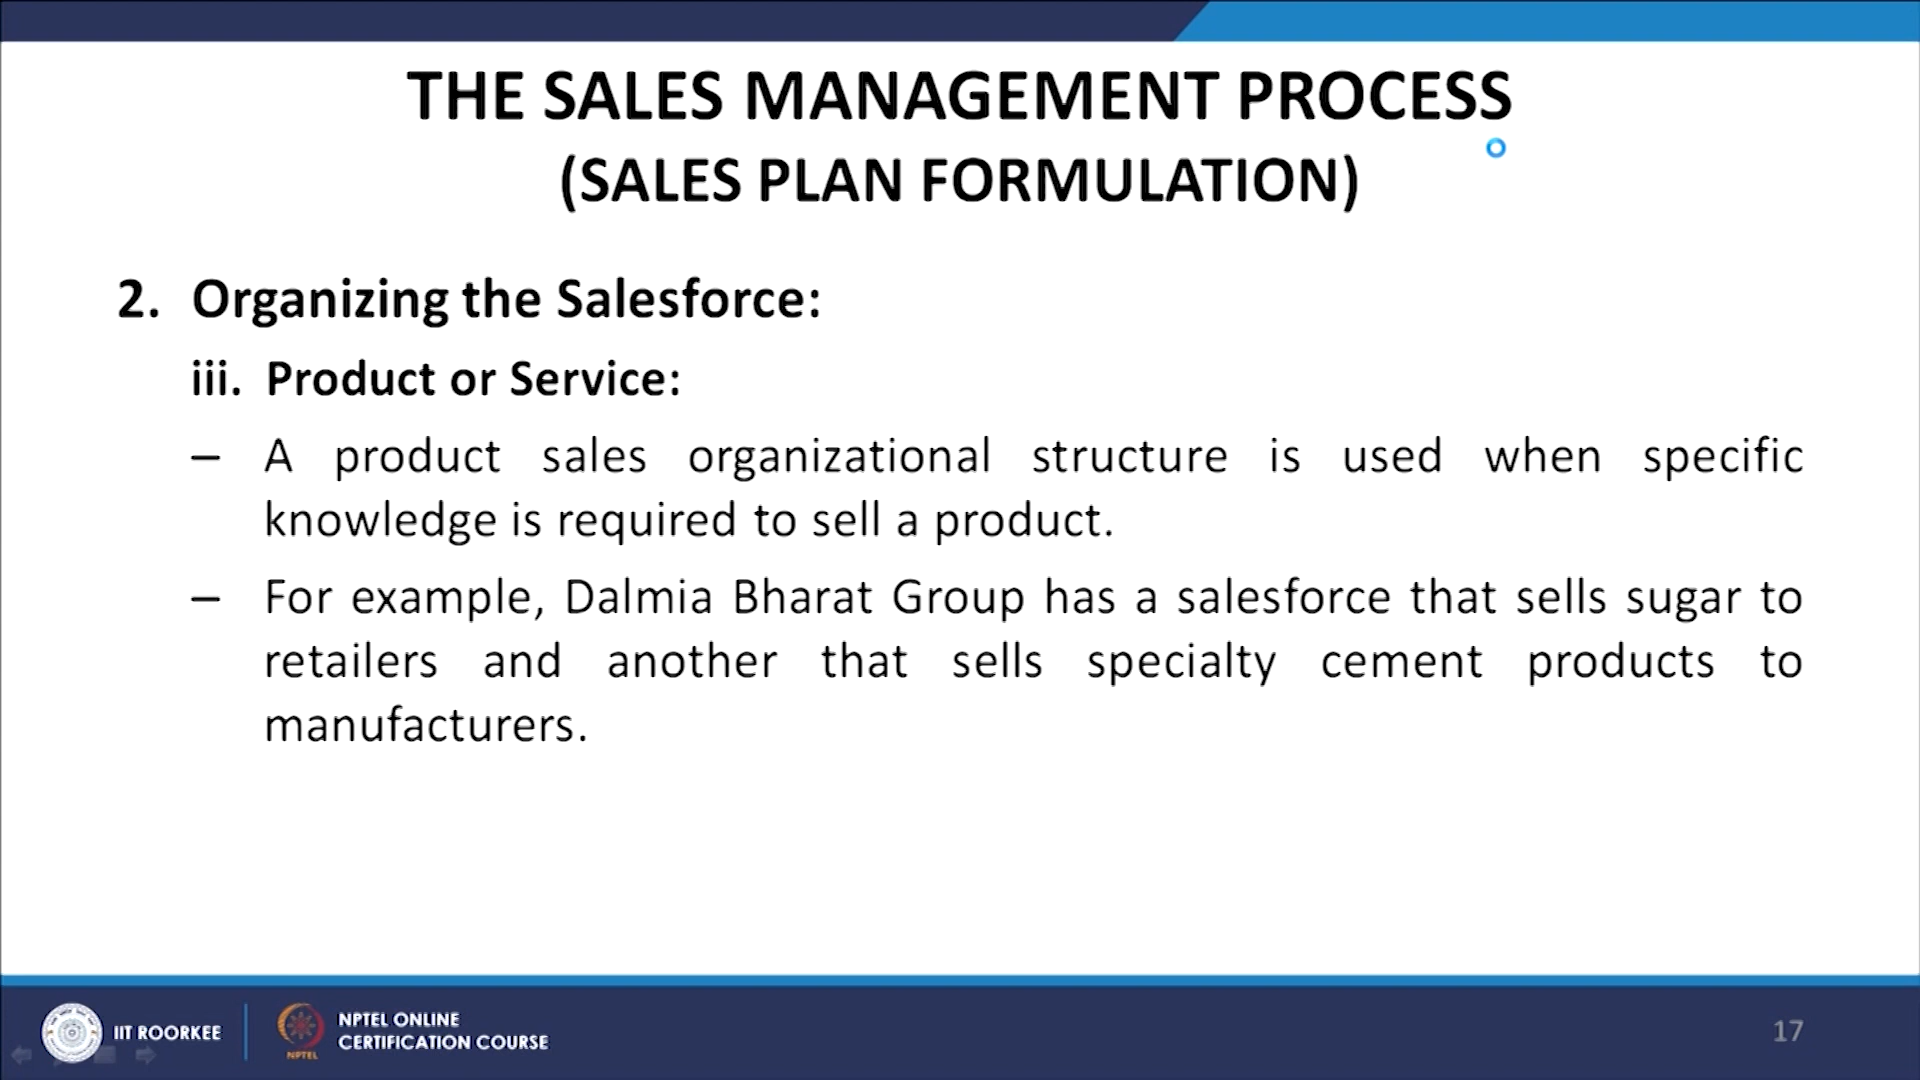 THE SALES MANAGEMENT PROCESS
(SALES PLAN FORMULATION)
2. Organizing the Salesforce:
iii. Product or Service:
– A product sales organizational structure is used when specific
knowledge is required to sell a product.
– For example, Dalmia Bharat Group has a salesforce that sells sugar to
retailers and another that sells specialty cement products to
manufacturers.
IIT ROORKEE
NPTEL
NPTEL ONLINE
CERTIFICATION COURSE
17